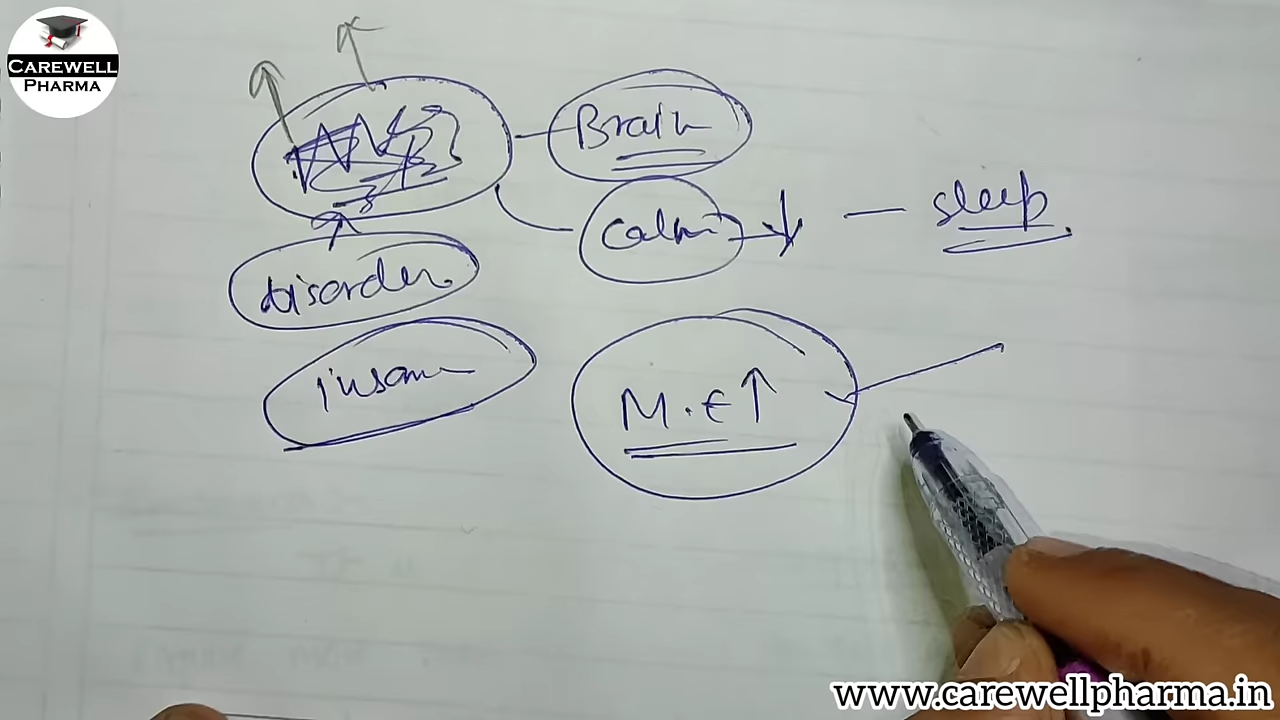 CAREWELL
PHARMA
Brain
Calm ↓ — sleep
disorder
Insom
M.E↑
www.carewellpharma.in